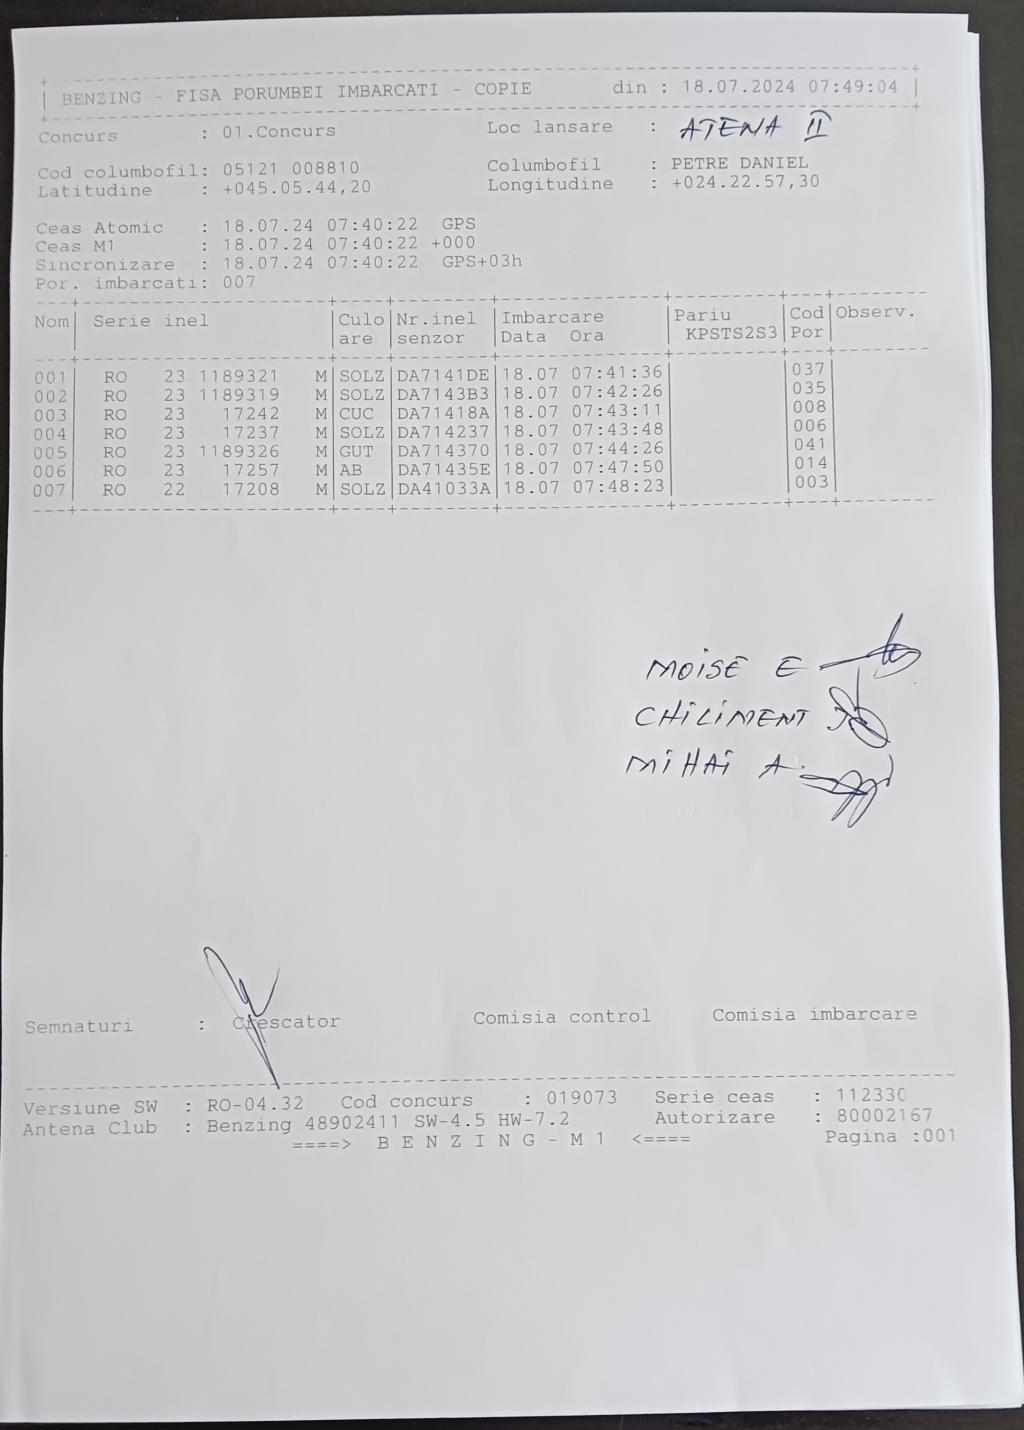 BENZING - FISA PORUMBEI IMBARCATI - COPIE din : 18.07.2024 07:49:04
Concurs : 01.Concurs Loc lansare : ATENA II
Cod columbofil: 05121 008810 Columbofil : PETRE DANIEL
Latitudine : +045.05.44,20 Longitudine : +024.22.57,30
Ceas Atomic : 18.07.24 07:40:22 GPS
Ceas M1 : 18.07.24 07:40:22 +000
Sincronizare : 18.07.24 07:40:22 GPS+03h
Por. imbarcati: 007
Nom| Serie inel |Culo|Nr.inel |Imbarcare |Pariu |Cod|Observ.
| |are |senzor |Data Ora | KPSTS2S3|Por|
001| RO 23 1189321 M|SOLZ|DA7141DE|18.07 07:41:36| |037|
002| RO 23 1189319 M|SOLZ|DA7143B3|18.07 07:42:26| |035|
003| RO 23 17242 M|CUC |DA71418A|18.07 07:43:11| |008|
004| RO 23 17237 M|SOLZ|DA714237|18.07 07:43:48| |006|
005| RO 23 1189326 M|GUT |DA714370|18.07 07:44:26| |041|
006| RO 23 17257 M|AB |DA71435E|18.07 07:47:50| |014|
007| RO 22 17208 M|SOLZ|DA41033A|18.07 07:48:23| |003|
MOISE E
CHILIMENT
MIHAI A.
Semnaturi : Crescator Comisia control Comisia imbarcare
Versiune SW : RO-04.32 Cod concurs : 019073 Serie ceas : 112330
Antena Club : Benzing 48902411 SW-4.5 HW-7.2 Autorizare : 80002167
====> B E N Z I N G - M 1 <==== Pagina :001